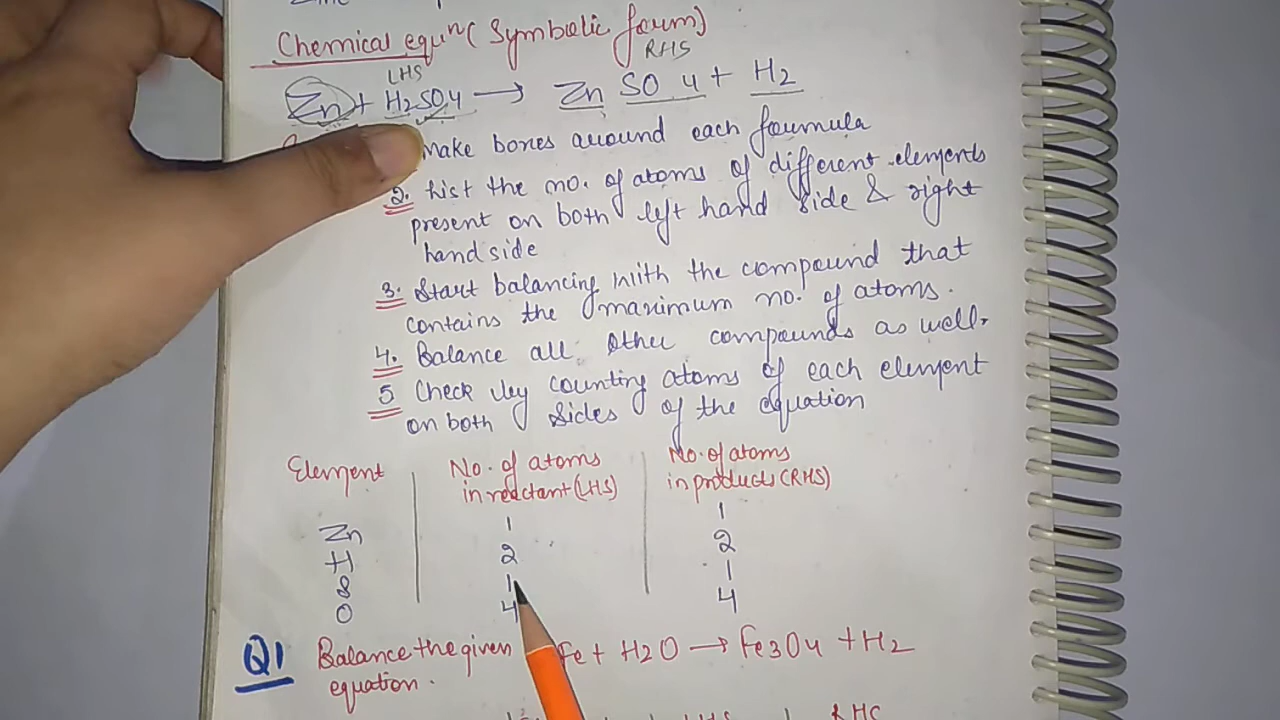 Chemical equⁿ ( Symbolic form)
LHS RHS
Zn + H2SO4 → Zn SO 4 + H2
make boxes around each formula
2. List the no. of atoms of different elements
present on both left hand side & right
hand side
3. Start balancing with the compound that
contains the maximum no. of atoms.
4. Balance all other compounds as well.
5 Check by counting atoms of each element
on both sides of the equation
Element No. of atoms in reactant (LHS) No. of atoms in products (RHS)
Zn 1 1
H 2 2
S 1 1
O 4 4
Q1 Balance the given Fe + H2O → Fe3O4 + H2
equation.
LHS RHS